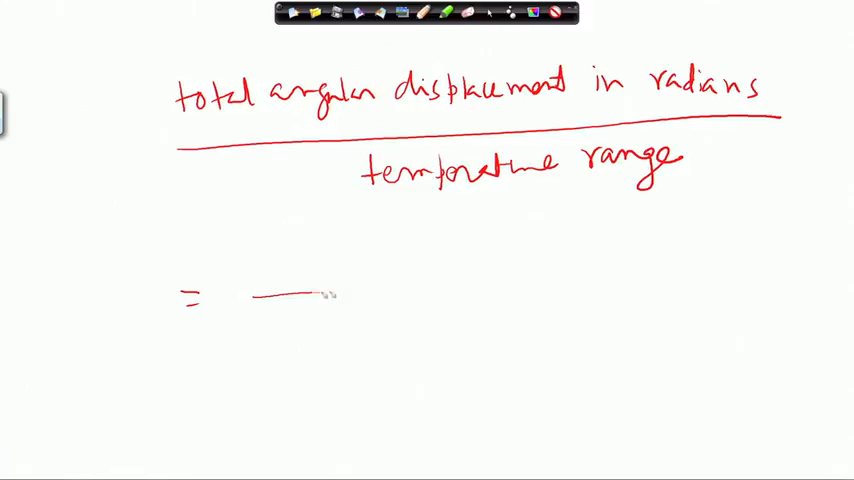 total angular displacement in radians
temperature range
=